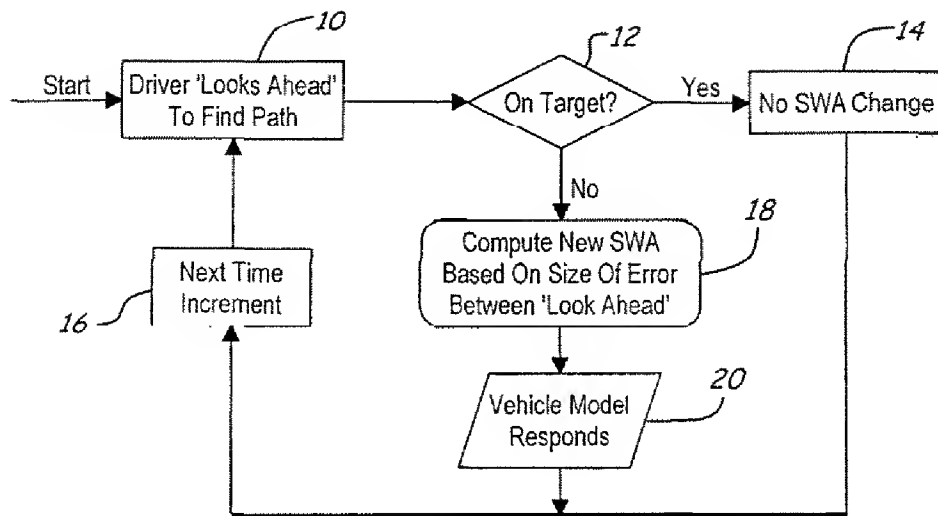 10
12
14
Start
Driver 'Looks Ahead'
To Find Path
On Target?
Yes
No SWA Change
No
18
Compute New SWA
Based On Size Of Error
Between 'Look Ahead'
Next Time
Increment
16
20
Vehicle Model
Responds